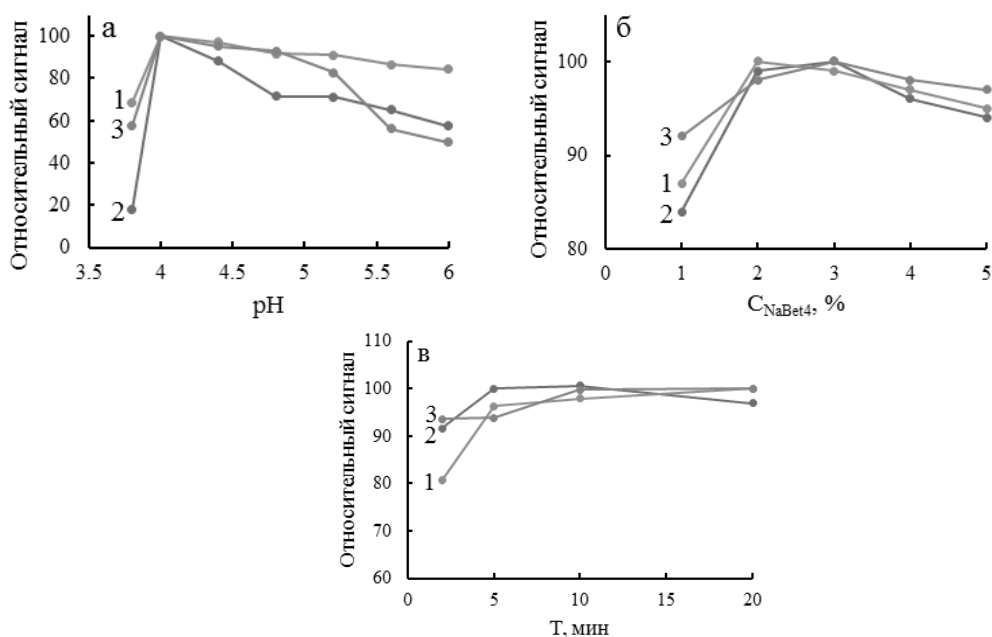 а
Относительный сигнал
100
80
60
40
20
0
1
3
2
3.5 4 4.5 5 5.5 6
pH
б
Относительный сигнал
100
90
80
3
1
2
0 1 2 3 4 5
C_NaBet4, %
в
Относительный сигнал
110
100
90
80
70
60
3
2
1
0 5 10 15 20
Т, мин